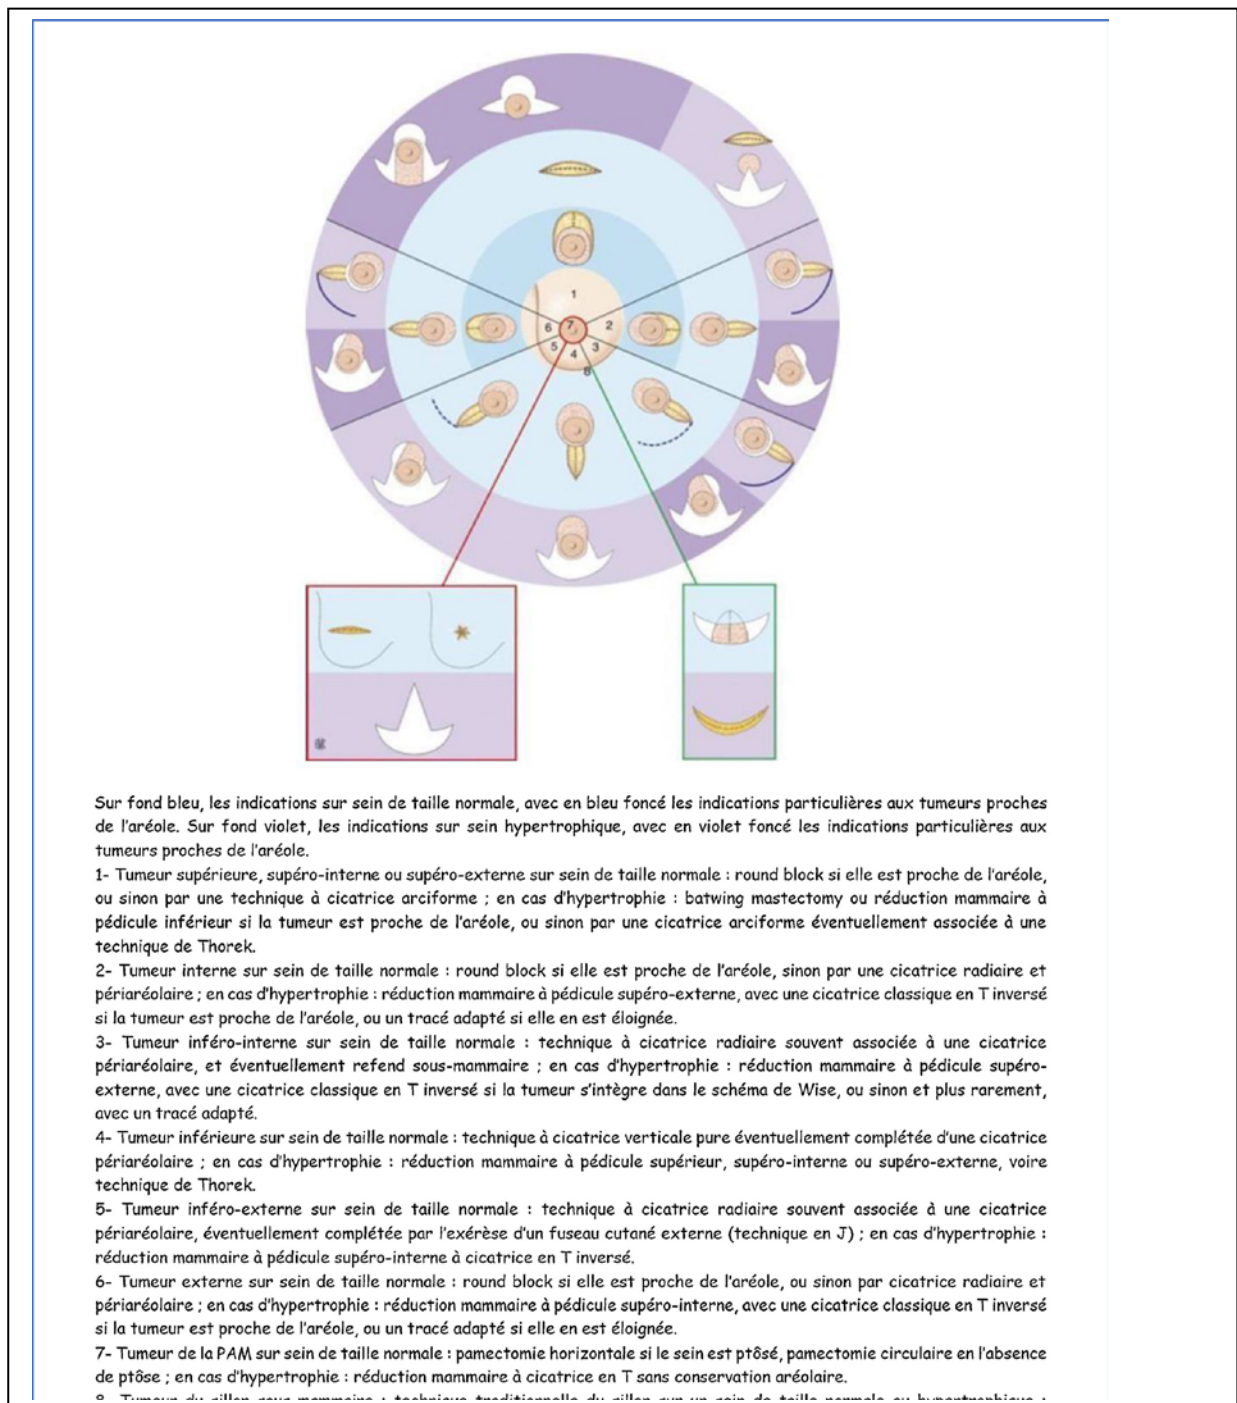 1
2
3
4
5
6
7
8
Sur fond bleu, les indications sur sein de taille normale, avec en bleu foncé les indications particulières aux tumeurs proches
de l'aréole. Sur fond violet, les indications sur sein hypertrophique, avec en violet foncé les indications particulières aux
tumeurs proches de l'aréole.
1- Tumeur supérieure, supéro-interne ou supéro-externe sur sein de taille normale : round block si elle est proche de l'aréole,
ou sinon par une technique à cicatrice arciforme ; en cas d'hypertrophie : batwing mastectomy ou réduction mammaire à
pédicule inférieur si la tumeur est proche de l'aréole, ou sinon par une cicatrice arciforme éventuellement associée à une
technique de Thorek.
2- Tumeur interne sur sein de taille normale : round block si elle est proche de l'aréole, sinon par une cicatrice radiaire et
périaréolaire ; en cas d'hypertrophie : réduction mammaire à pédicule supéro-externe, avec une cicatrice classique en T inversé
si la tumeur est proche de l'aréole, ou un tracé adapté si elle en est éloignée.
3- Tumeur inféro-interne sur sein de taille normale : technique à cicatrice radiaire souvent associée à une cicatrice
périaréolaire, et éventuellement refend sous-mammaire ; en cas d'hypertrophie : réduction mammaire à pédicule supéro-
externe, avec une cicatrice classique en T inversé si la tumeur s'intègre dans le schéma de Wise, ou sinon et plus rarement,
avec un tracé adapté.
4- Tumeur inférieure sur sein de taille normale : technique à cicatrice verticale pure éventuellement complétée d'une cicatrice
périaréolaire ; en cas d'hypertrophie : réduction mammaire à pédicule supérieur, supéro-interne ou supéro-externe, voire
technique de Thorek.
5- Tumeur inféro-externe sur sein de taille normale : technique à cicatrice radiaire souvent associée à une cicatrice
périaréolaire, éventuellement complétée par l'exérèse d'un fuseau cutané externe (technique en J) ; en cas d'hypertrophie :
réduction mammaire à pédicule supéro-interne à cicatrice en T inversé.
6- Tumeur externe sur sein de taille normale : round block si elle est proche de l'aréole, ou sinon par cicatrice radiaire et
périaréolaire ; en cas d'hypertrophie : réduction mammaire à pédicule supéro-interne, avec une cicatrice classique en T inversé
si la tumeur est proche de l'aréole, ou un tracé adapté si elle en est éloignée.
7- Tumeur de la PAM sur sein de taille normale : pamectomie horizontale si le sein est ptôsé, pamectomie circulaire en l'absence
de ptôse ; en cas d'hypertrophie : réduction mammaire à cicatrice en T sans conservation aréolaire.
8- Tumeur du sillon sous-mammaire : technique traditionnelle du sillon sur un sein de taille normale ou hypertrophique ;